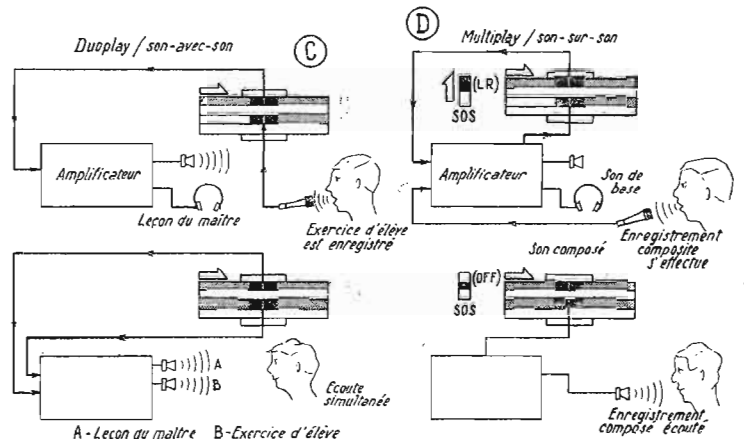 Duoplay / son-avec-son
C
Amplificateur
Leçon du maître
Exercice d'élève
est enregistré
A
B
Ecoute
simultanée
A - Leçon du maître B - Exercice d'élève
D
Multiplay / son-sur-son
(LR)
SOS
Amplificateur
Son de
base
Enregistrement
composite
s'effectue
Son composé
(OFF)
SOS
Enregistrement
composé écouté